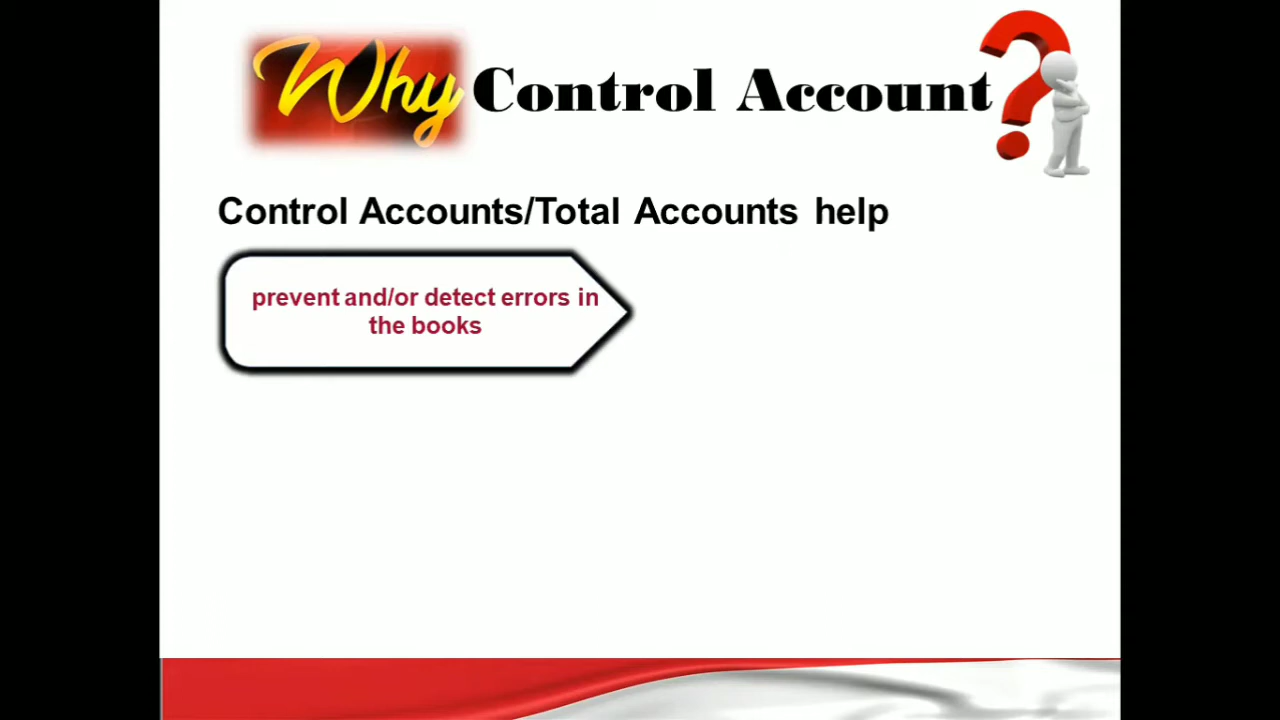 Why Control Account?
Control Accounts/Total Accounts help
prevent and/or detect errors in
the books